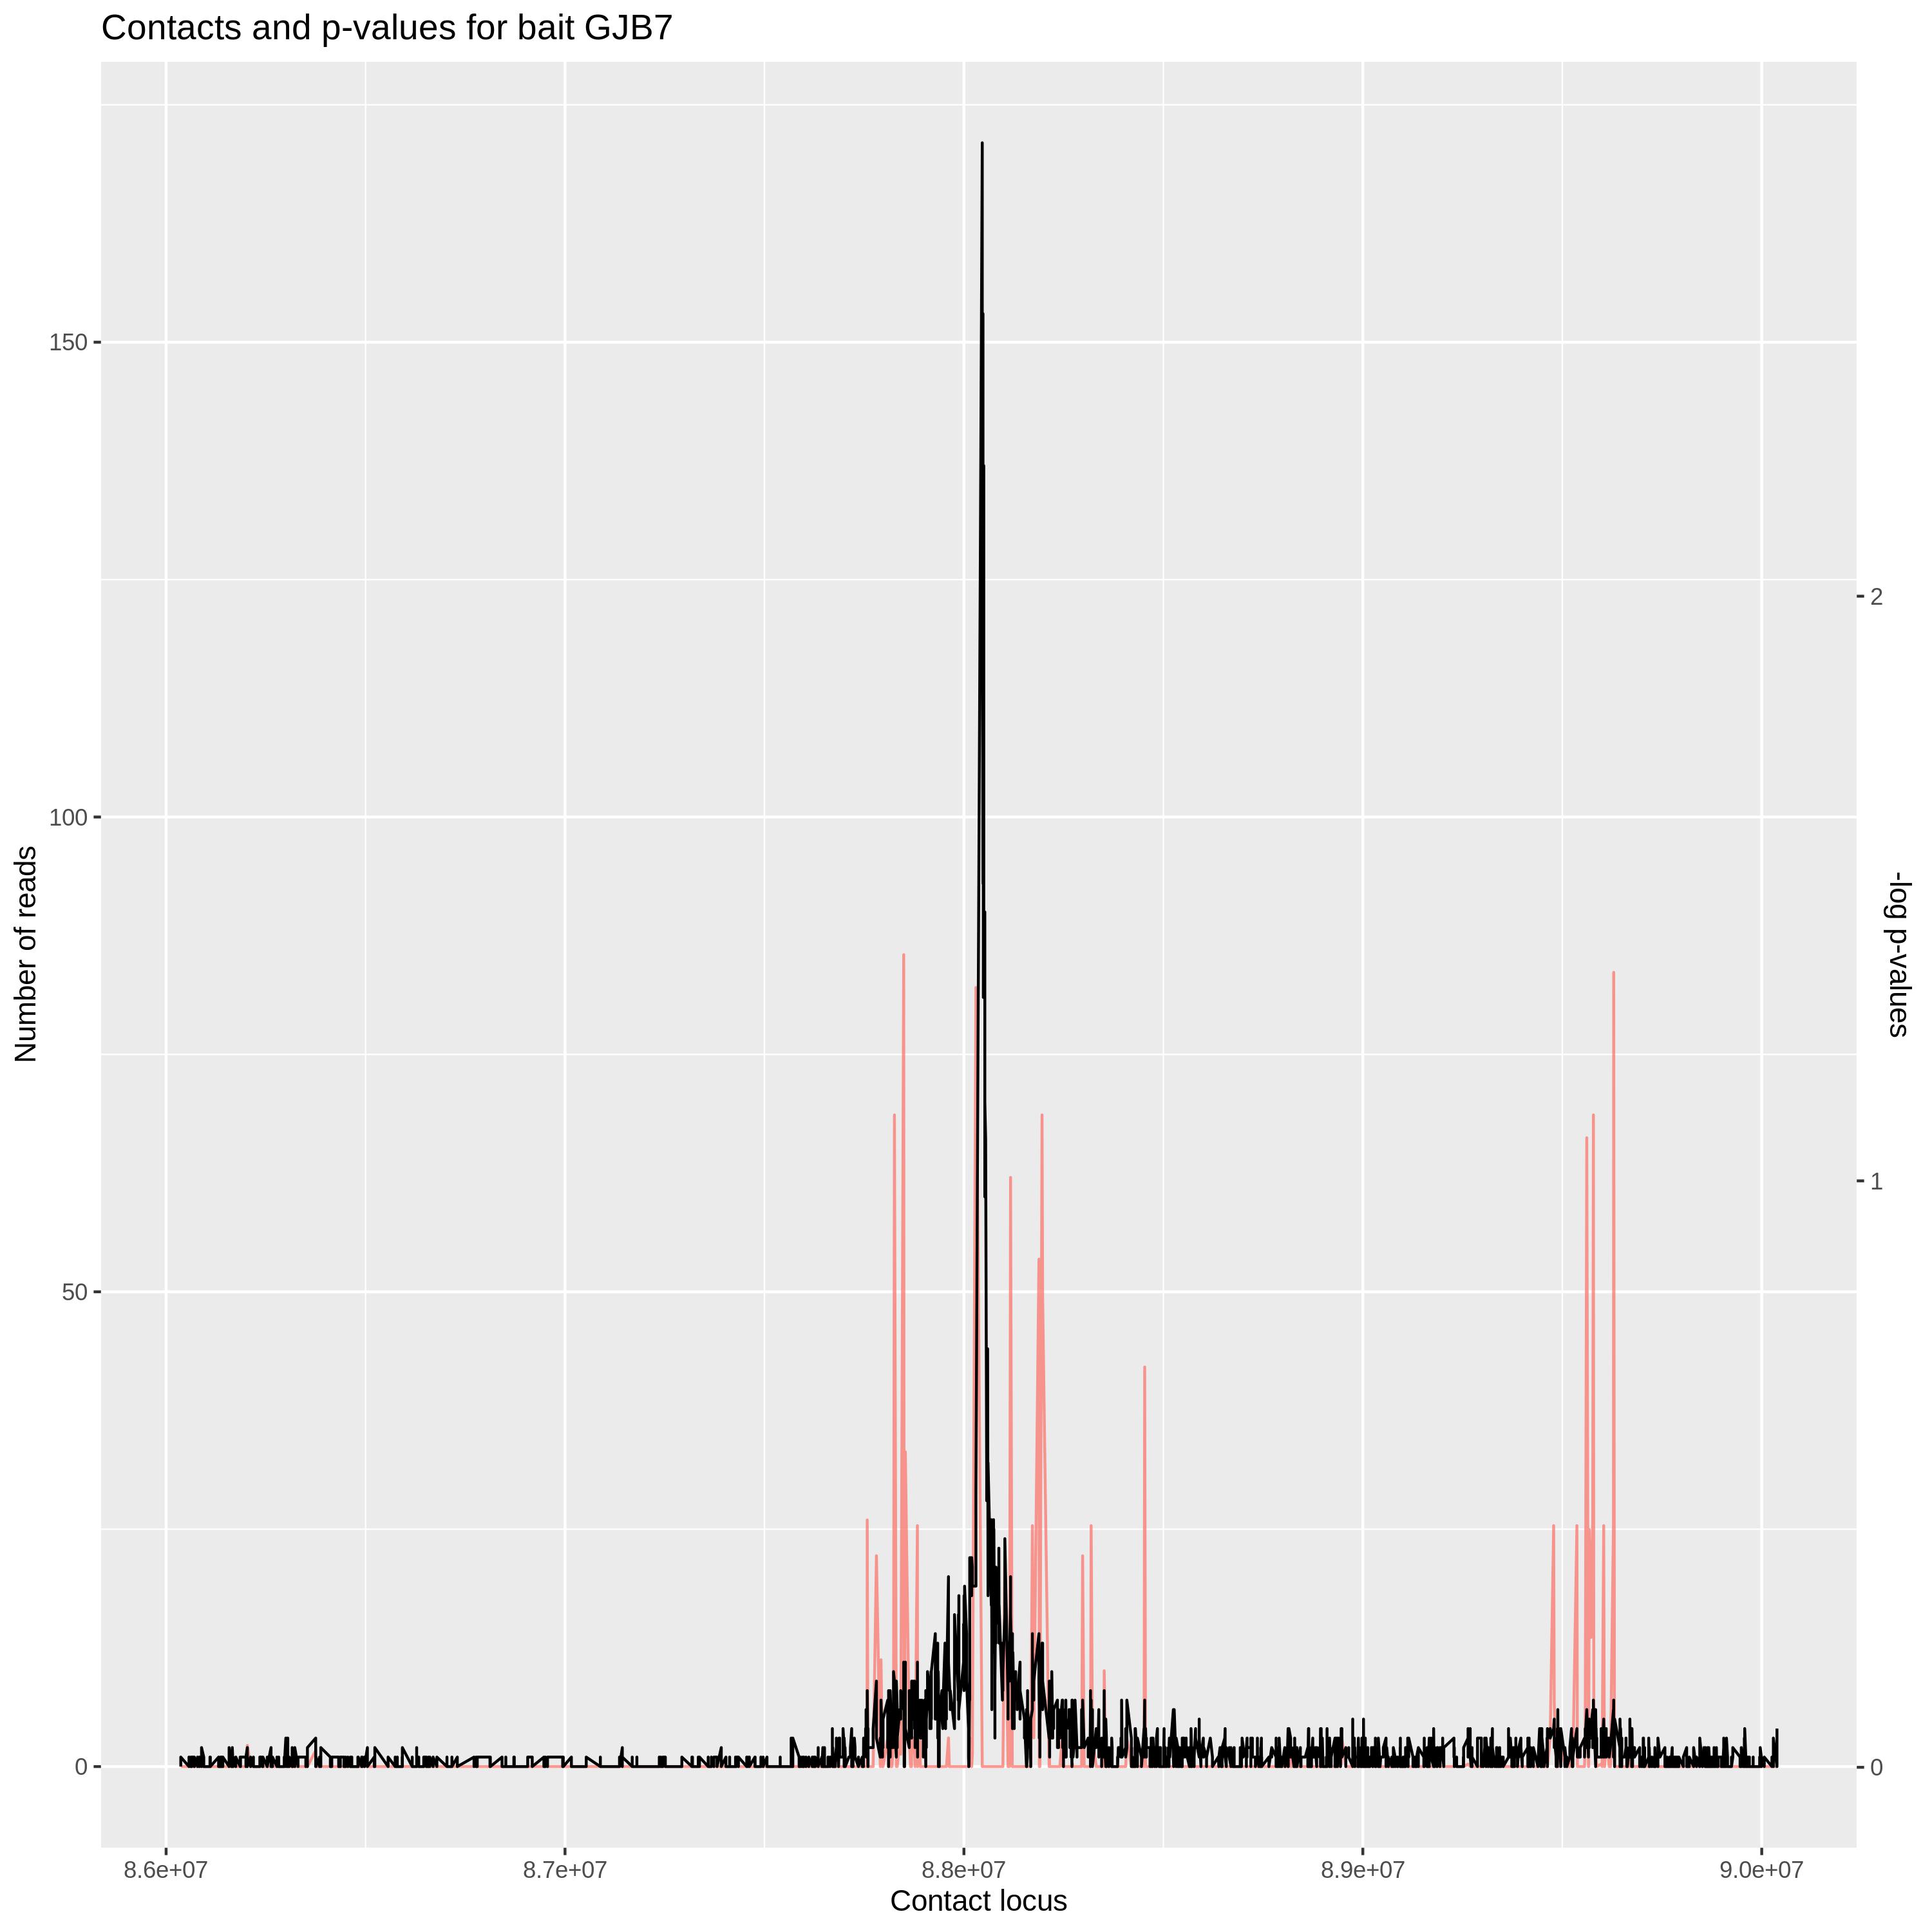 Contacts and p-values for bait GJB7
Number of reads
150
100
50
0
2
1
0
-log p-values
8.6e+07
8.7e+07
8.8e+07
8.9e+07
9.0e+07
Contact locus